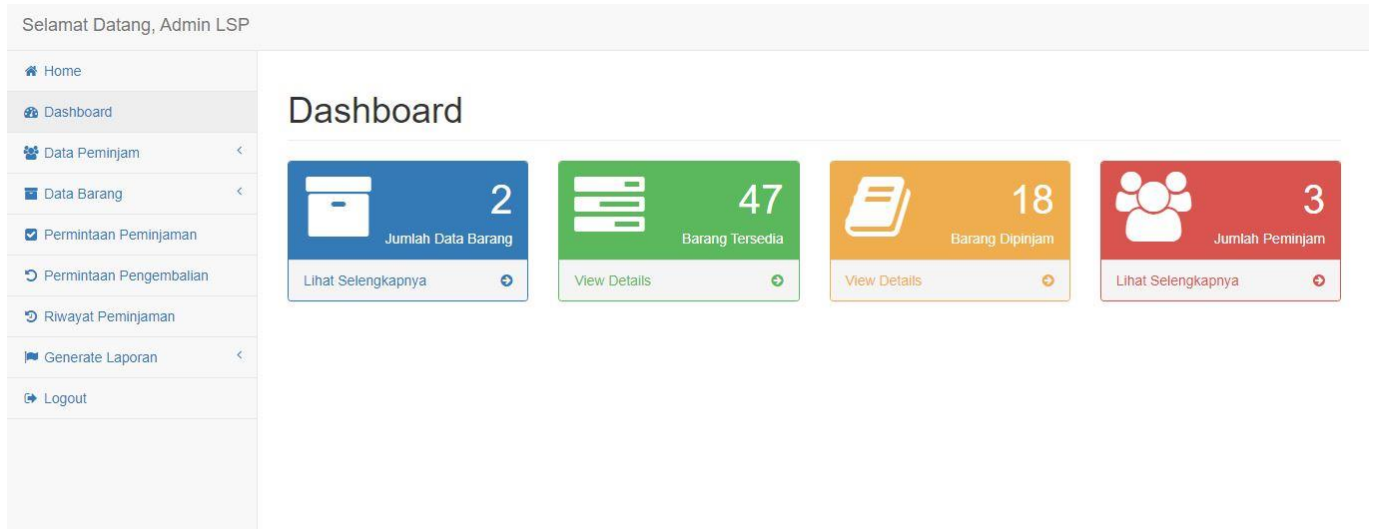 Selamat Datang, Admin LSP
Home
Dashboard
Data Peminjam
Data Barang
Permintaan Peminjaman
Permintaan Pengembalian
Riwayat Peminjaman
Generate Laporan
Logout
Dashboard
2
Jumlah Data Barang
Lihat Selengkapnya
47
Barang Tersedia
View Details
18
Barang Dipinjam
View Details
3
Jumlah Peminjam
Lihat Selengkapnya